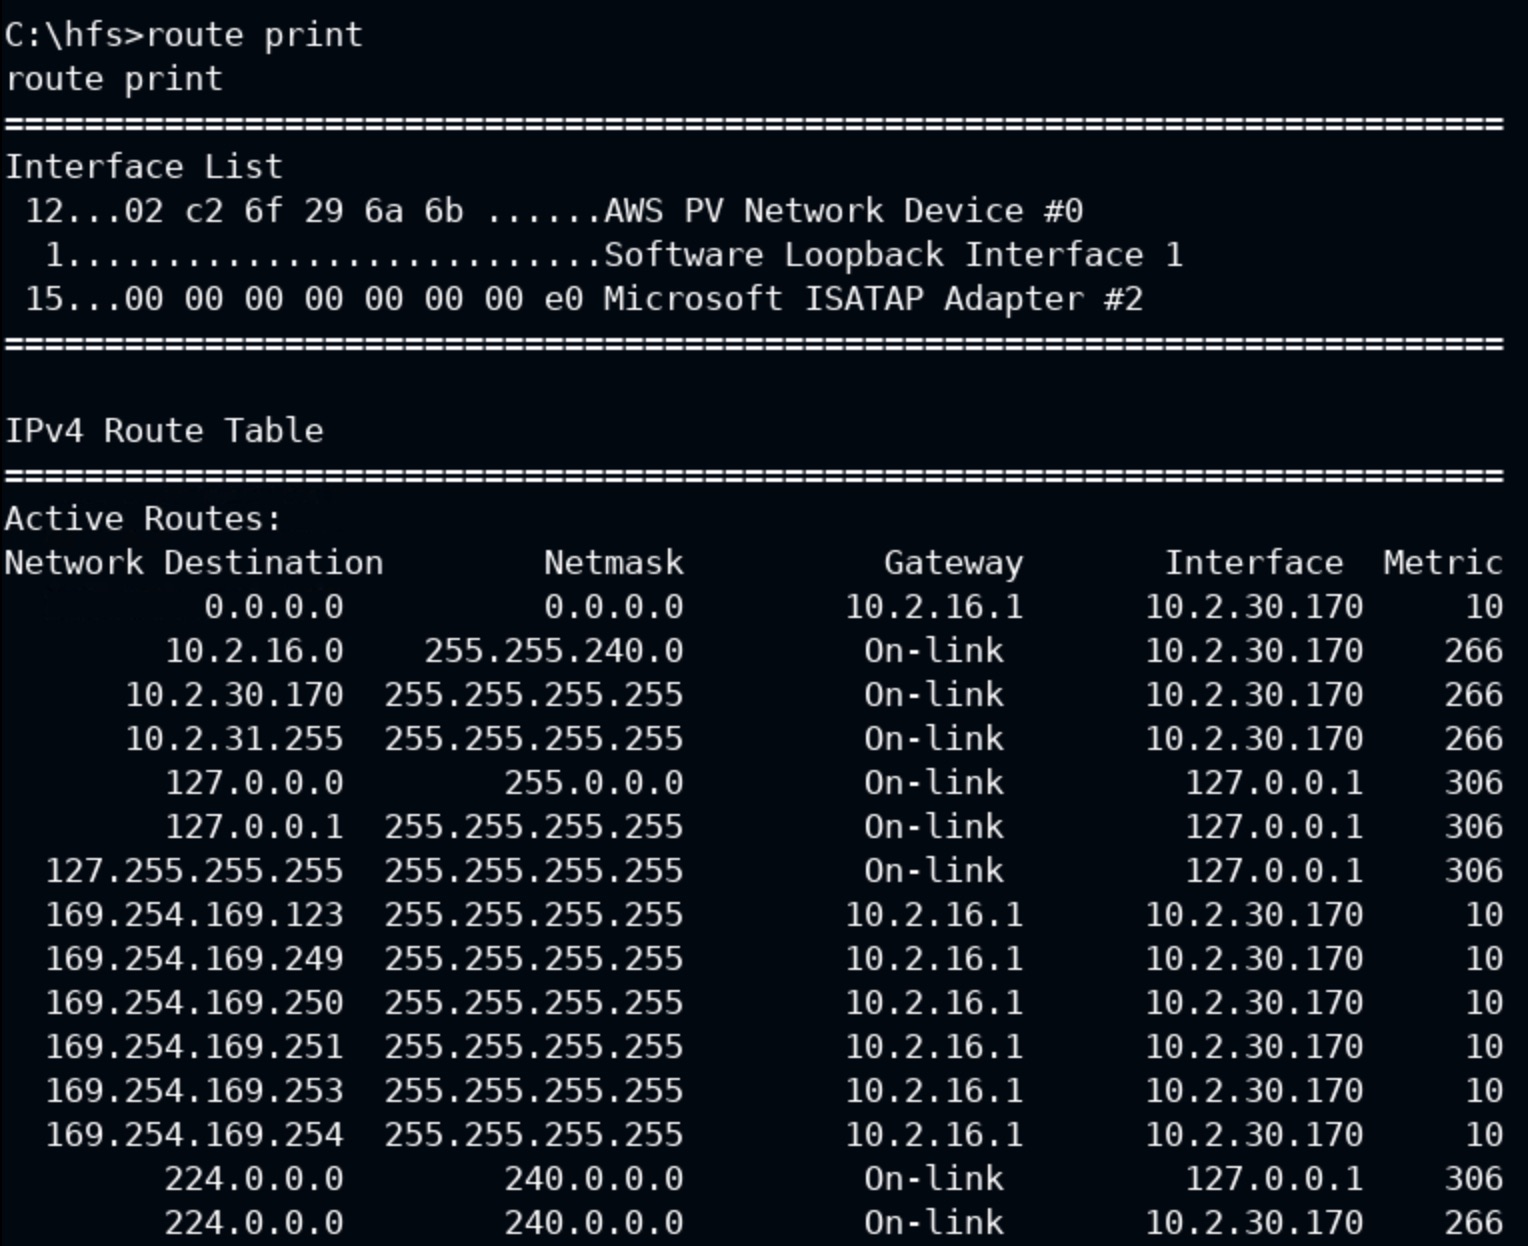 C:\hfs>route print
route print
===========================================================================
Interface List
 12...02 c2 6f 29 6a 6b ......AWS PV Network Device #0
  1...........................Software Loopback Interface 1
 15...00 00 00 00 00 00 00 e0 Microsoft ISATAP Adapter #2
===========================================================================

IPv4 Route Table
===========================================================================
Active Routes:
Network Destination        Netmask          Gateway       Interface  Metric
          0.0.0.0          0.0.0.0        10.2.16.1      10.2.30.170     10
        10.2.16.0    255.255.240.0         On-link       10.2.30.170    266
      10.2.30.170  255.255.255.255         On-link       10.2.30.170    266
      10.2.31.255  255.255.255.255         On-link       10.2.30.170    266
        127.0.0.0        255.0.0.0         On-link         127.0.0.1    306
        127.0.0.1  255.255.255.255         On-link         127.0.0.1    306
  127.255.255.255  255.255.255.255         On-link         127.0.0.1    306
  169.254.169.123  255.255.255.255        10.2.16.1      10.2.30.170     10
  169.254.169.249  255.255.255.255        10.2.16.1      10.2.30.170     10
  169.254.169.250  255.255.255.255        10.2.16.1      10.2.30.170     10
  169.254.169.251  255.255.255.255        10.2.16.1      10.2.30.170     10
  169.254.169.253  255.255.255.255        10.2.16.1      10.2.30.170     10
  169.254.169.254  255.255.255.255        10.2.16.1      10.2.30.170     10
        224.0.0.0        240.0.0.0         On-link         127.0.0.1    306
        224.0.0.0        240.0.0.0         On-link       10.2.30.170    266